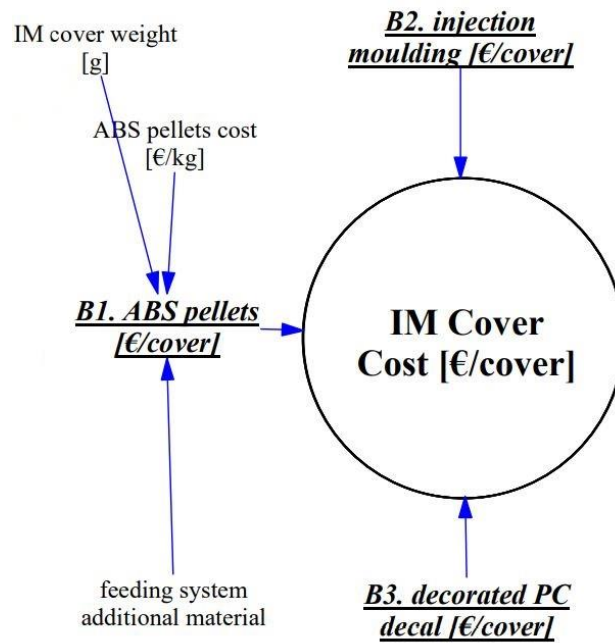 IM cover weight
[g]
ABS pellets cost
[€/kg]
B2. injection
moulding [€/cover]
B1. ABS pellets
[€/cover]
IM Cover
Cost [€/cover]
feeding system
additional material
B3. decorated PC
decal [€/cover]